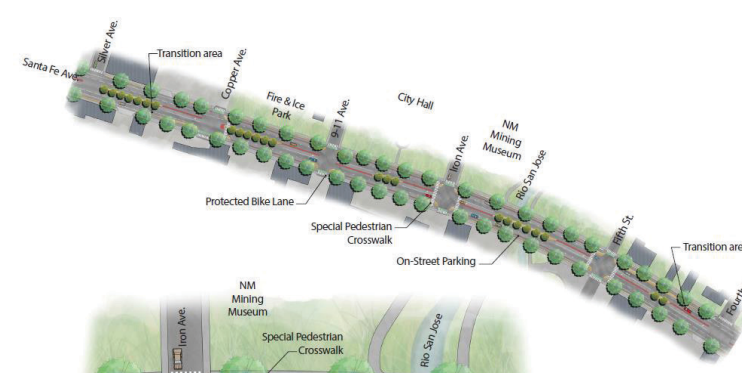 Silver Ave.
Transition area
Santa Fe Ave.
Copper Ave.
Fire & Ice
Park
9-11 Ave.
City Hall
NM
Mining
Museum
Iron Ave.
Rio San Jose
Protected Bike Lane
Special Pedestrian
Crosswalk
On-Street Parking
Fifth St.
Transition are
Fourth
NM
Mining
Museum
Iron Ave.
Special Pedestrian
Crosswalk
Rio San Jose